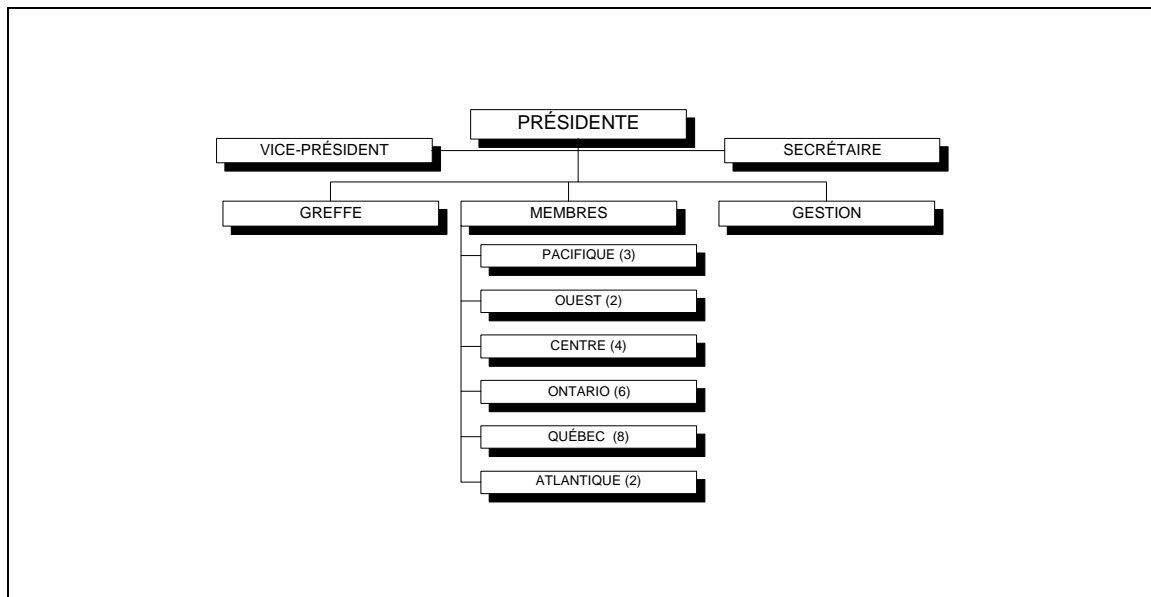 PRÉSIDENTE
VICE-PRÉSIDENT
SECRÉTAIRE
GREFFE
MEMBRES
GESTION
PACIFIQUE (3)
OUEST (2)
CENTRE (4)
ONTARIO (6)
QUÉBEC (8)
ATLANTIQUE (2)